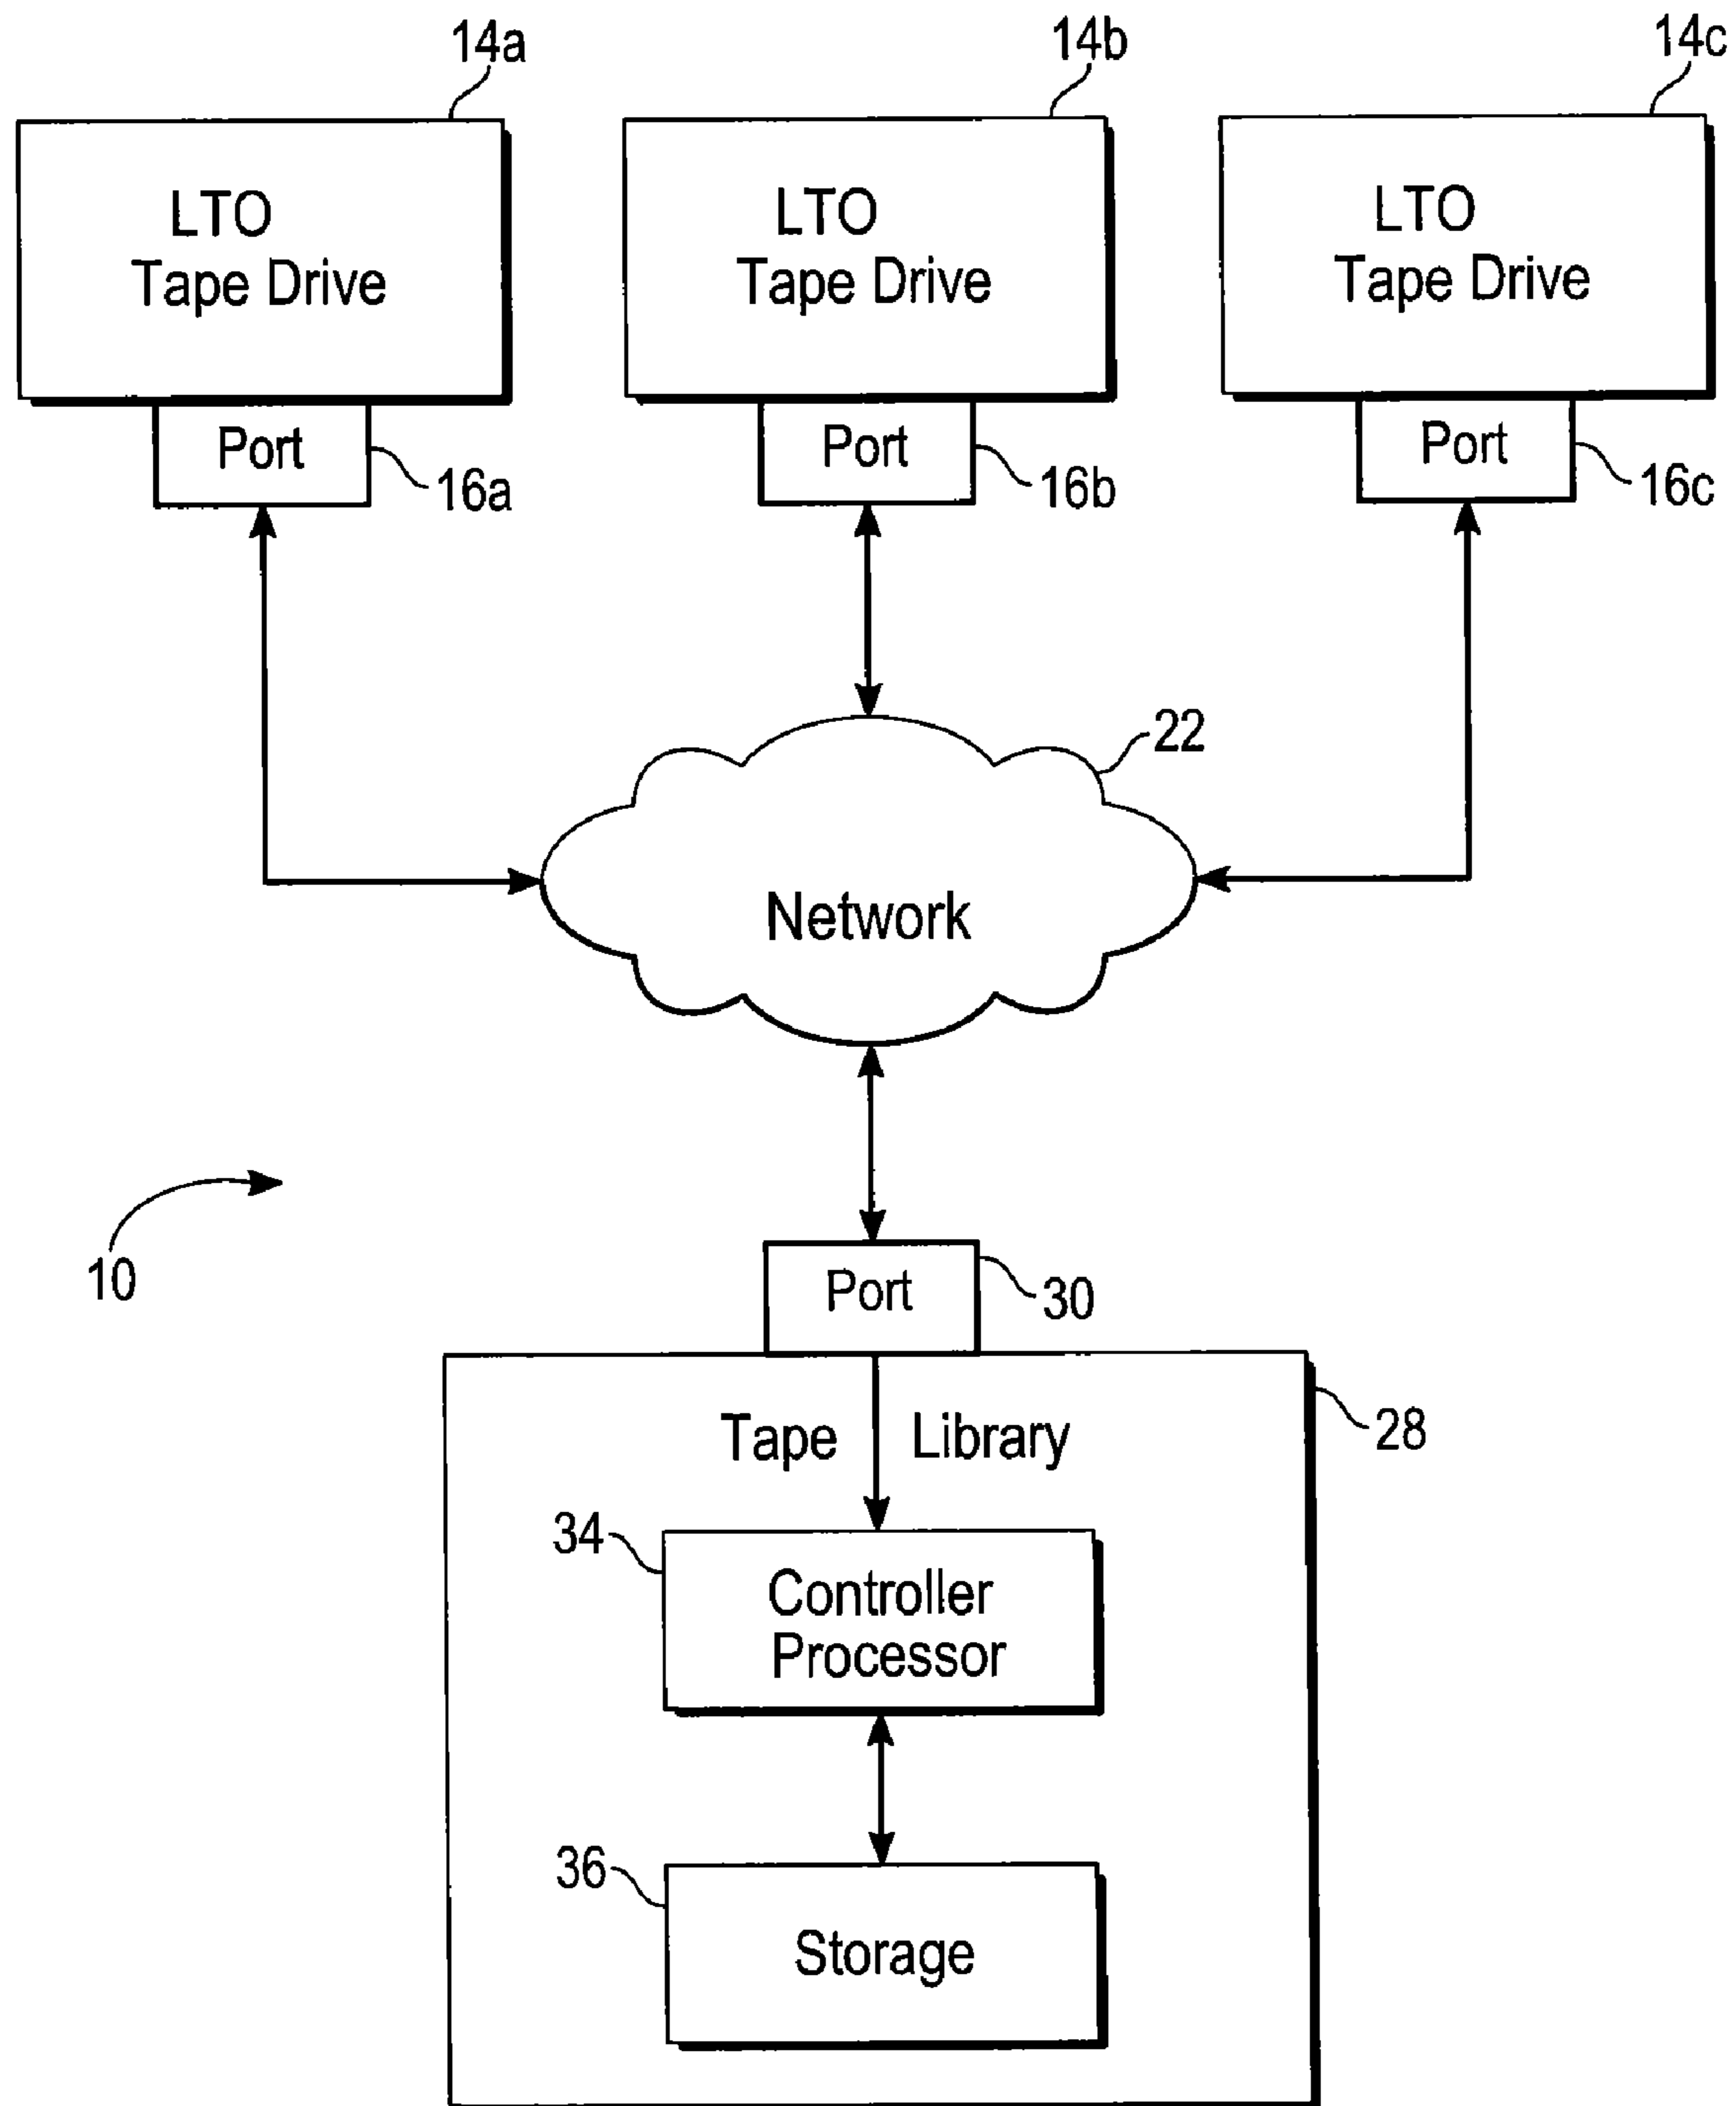 14a
14b
14c
LTO
Tape Drive
LTO
Tape Drive
LTO
Tape Drive
Port
16a
Port
16b
Port
16c
22
Network
10
Port
30
Tape Library
28
34
Controller
Processor
36
Storage